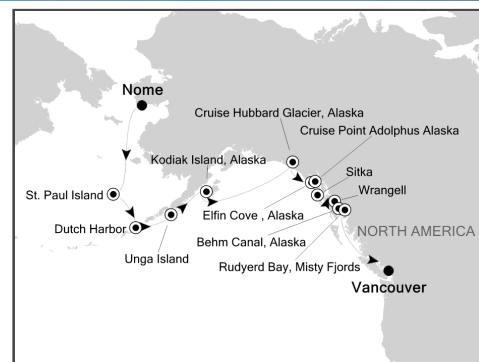 Nome
Cruise Hubbard Glacier, Alaska
Cruise Point Adolphus Alaska
Kodiak Island, Alaska
Sitka
Wrangell
St. Paul Island
Elfin Cove , Alaska
Dutch Harbor
NORTH AMERICA
Behm Canal, Alaska
Unga Island
Rudyerd Bay, Misty Fjords
Vancouver